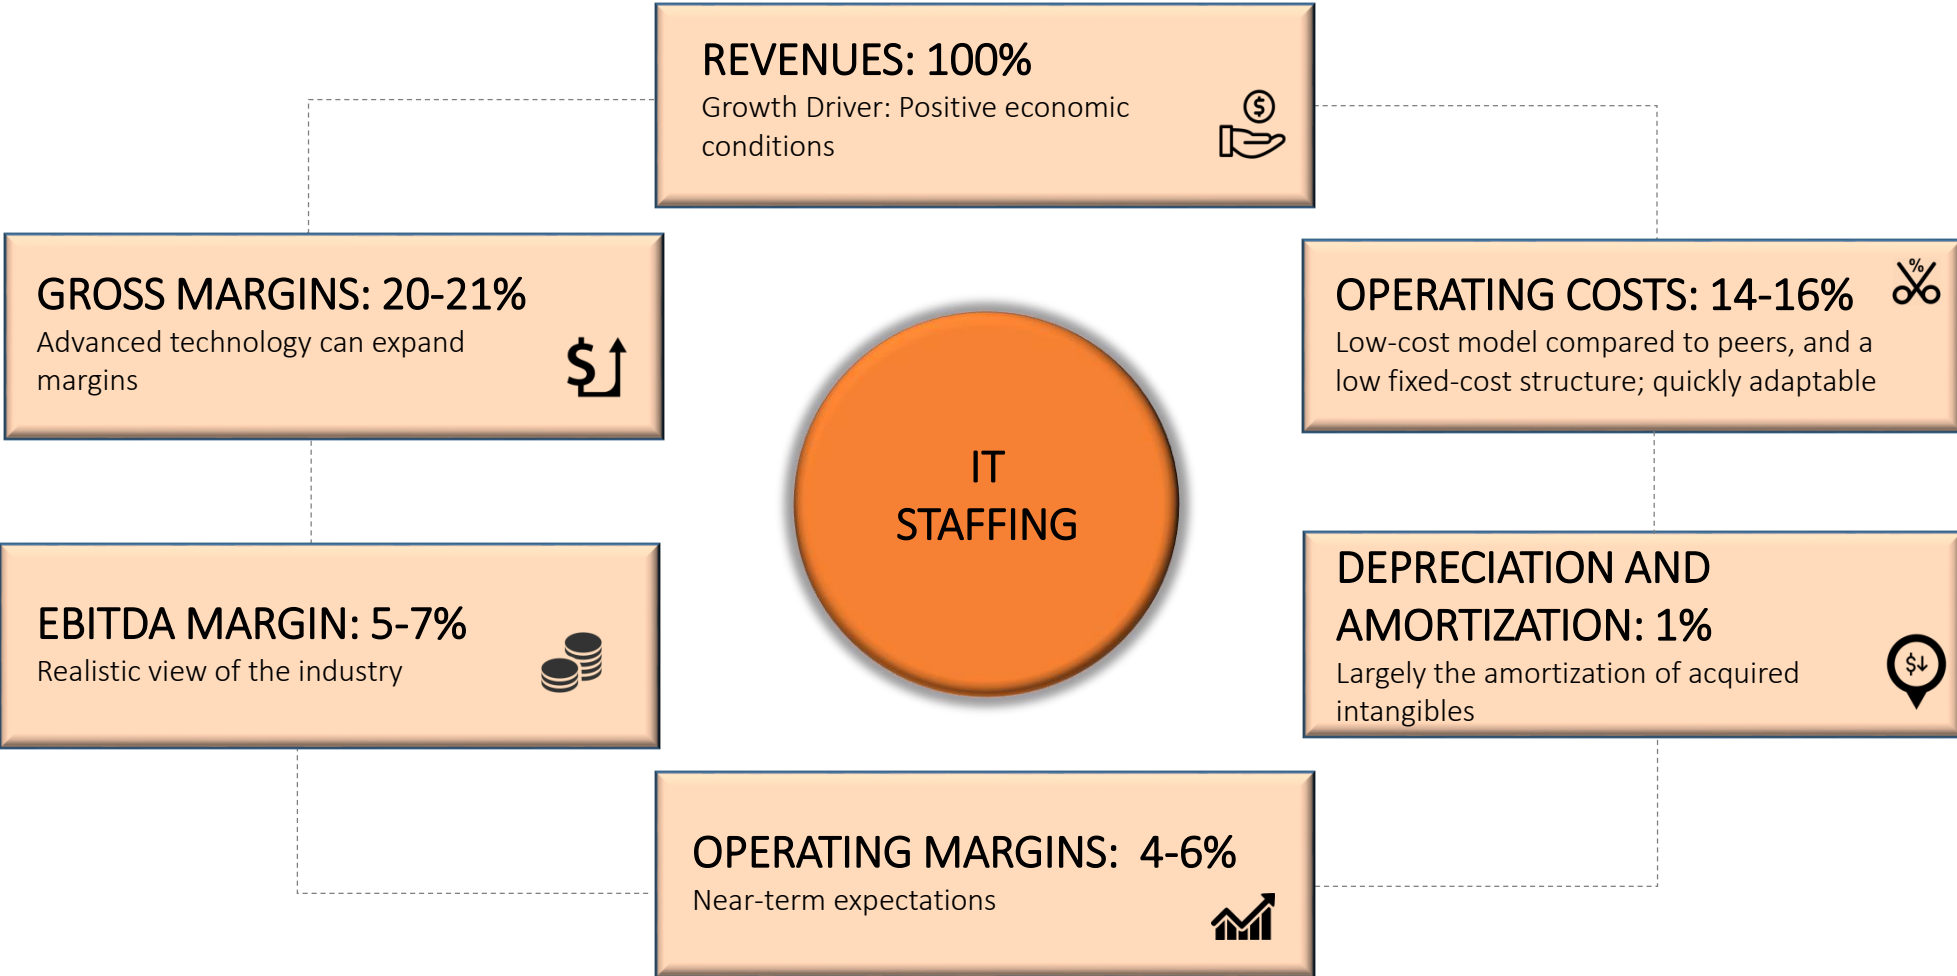 REVENUES: 100%
Growth Driver: Positive economic
conditions
$
GROSS MARGINS: 20-21%
Advanced technology can expand
margins
$
OPERATING COSTS: 14-16%
%
Low-cost model compared to peers, and a
low fixed-cost structure; quickly adaptable
IT
STAFFING
EBITDA MARGIN: 5-7%
Realistic view of the industry
DEPRECIATION AND
AMORTIZATION: 1%
Largely the amortization of acquired
intangibles
$
OPERATING MARGINS:  4-6%
Near-term expectations